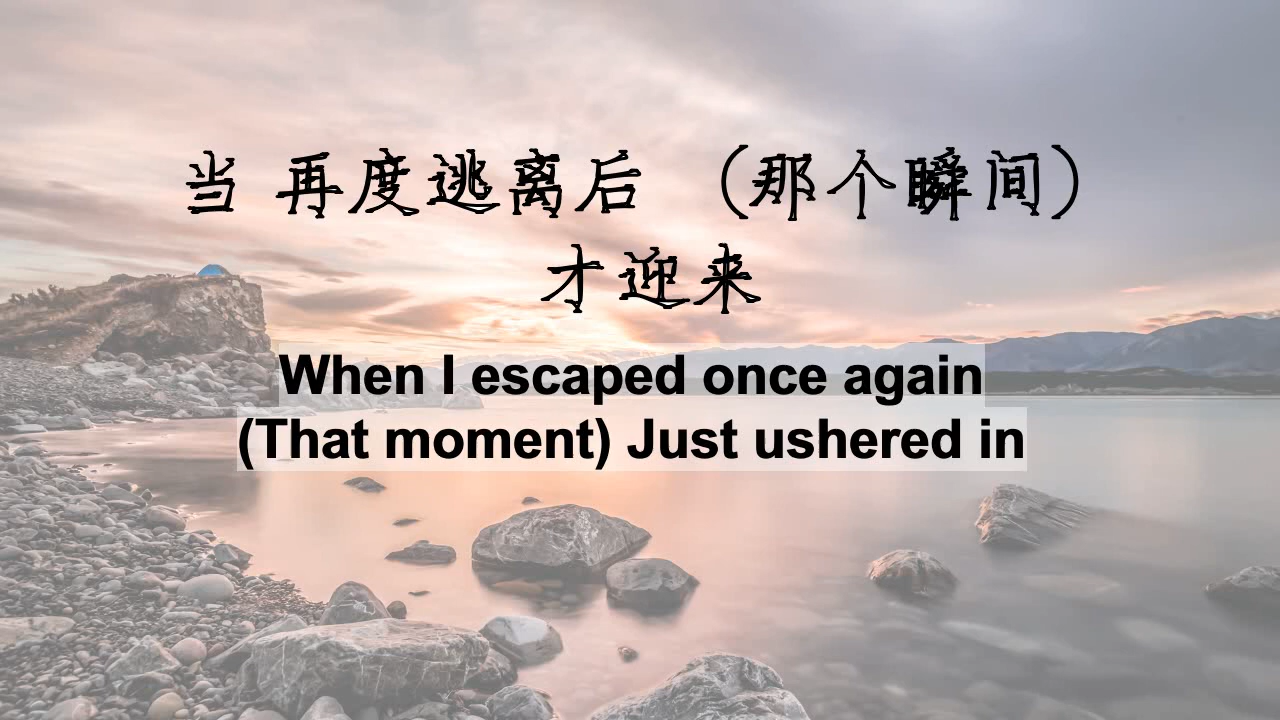 当 再度逃离后 （那个瞬间）
才迎来
When I escaped once again
(That moment) Just ushered in